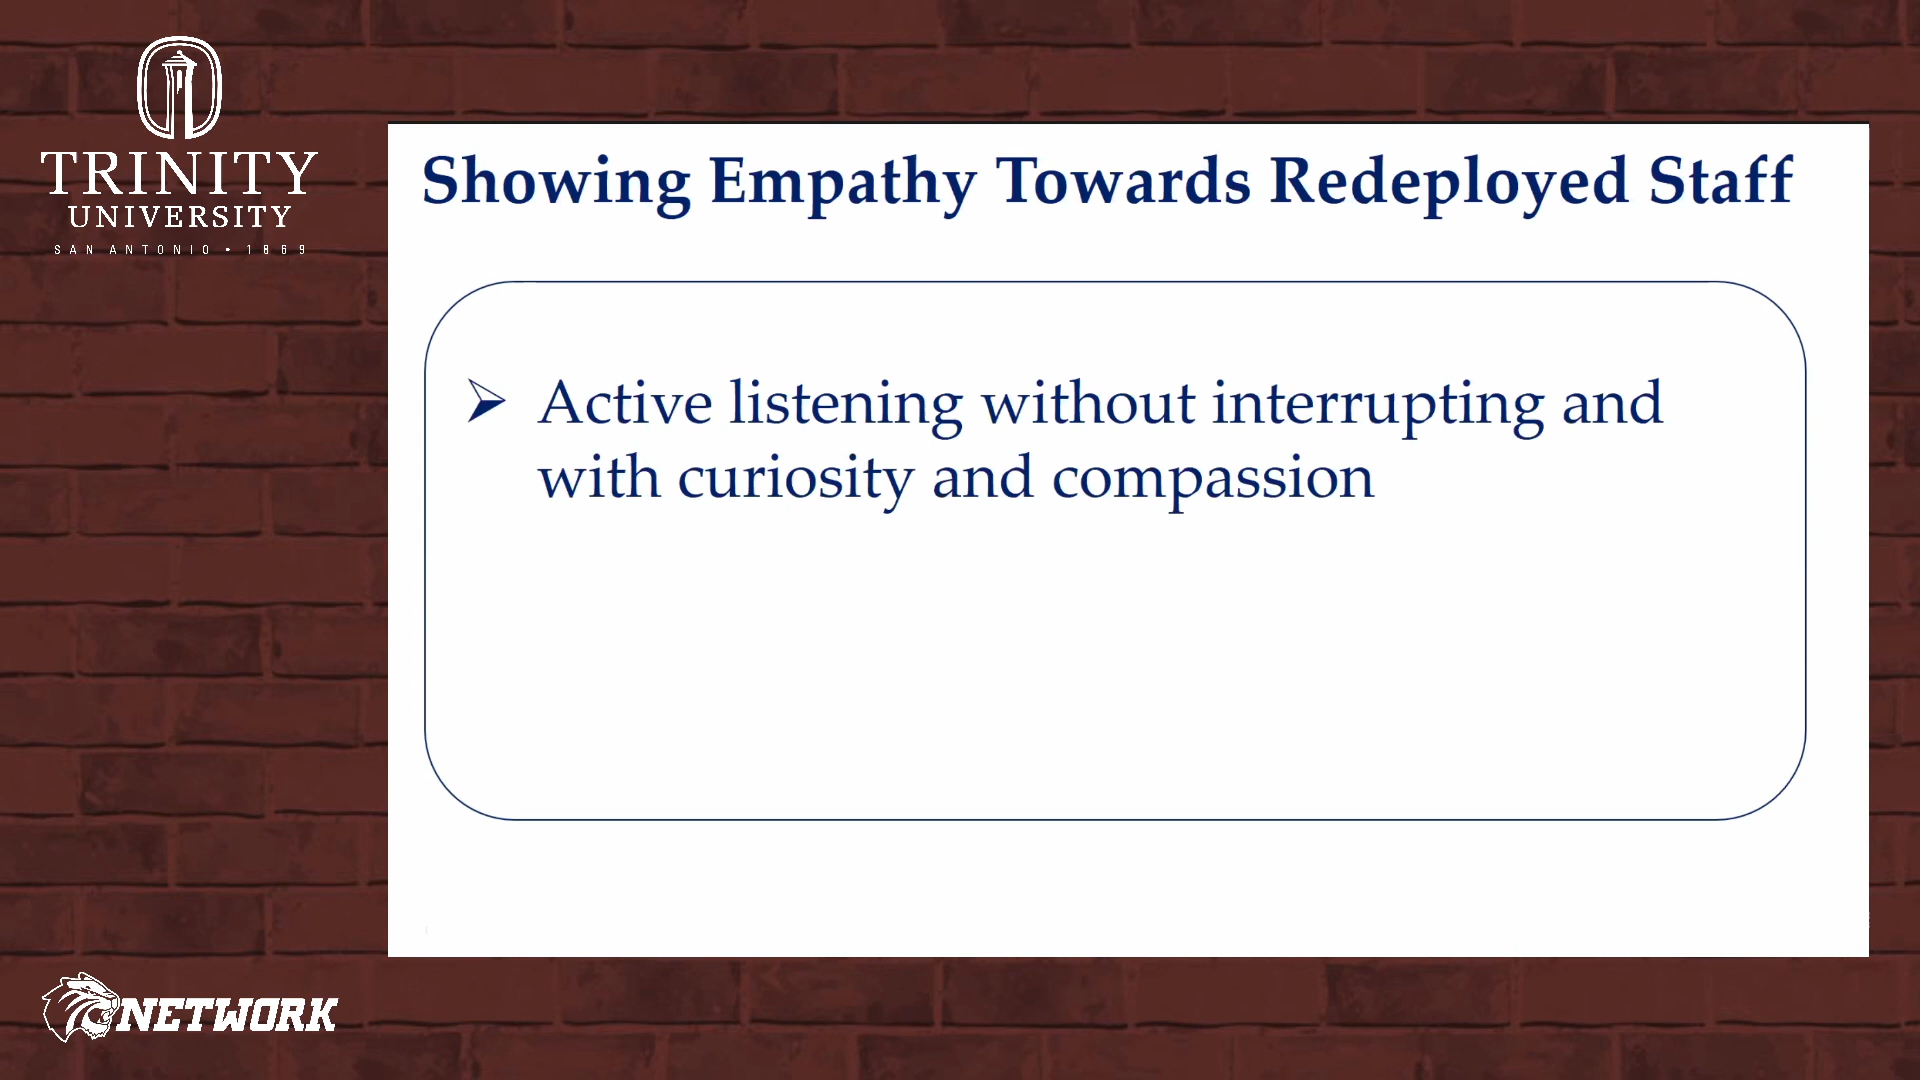 TRINITY
UNIVERSITY
SAN ANTONIO • 1869
Showing Empathy Towards Redeployed Staff
➢ Active listening without interrupting and
with curiosity and compassion
NETWORK